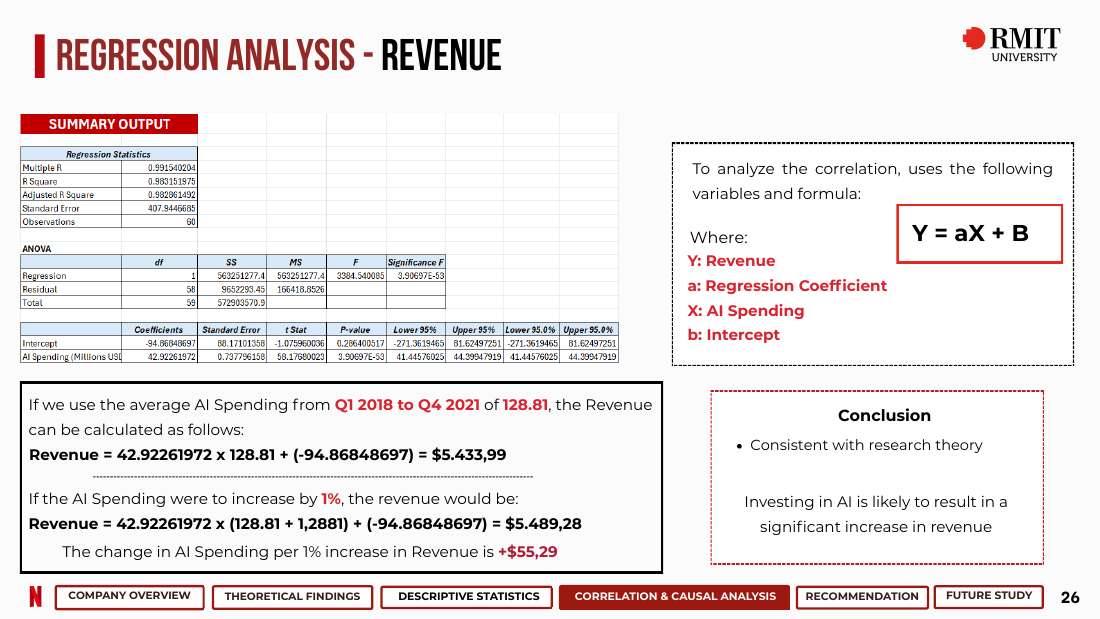 REGRESSION ANALYSIS - REVENUE
RMIT
UNIVERSITY
SUMMARY OUTPUT
Regression Statistics
Multiple R 0.991540204
R Square 0.983151975
Adjusted R Square 0.982861492
Standard Error 407.9446685
Observations 60
ANOVA
df SS MS F Significance F
Regression 1 563251277.4 563251277.4 3384.540085 3.90697E-53
Residual 58 9652293.45 166418.8526
Total 59 572903570.9
Coefficients Standard Error t Stat P-value Lower 95% Upper 95% Lower 95.0% Upper 95.0%
Intercept -94.86848697 88.17101358 -1.075960036 0.286400517 -271.3619465 81.62497251 -271.3619465 81.62497251
AI Spending (Millions USD 42.92261972 0.737796158 58.17680023 3.90697E-53 41.44576025 44.39947919 41.44576025 44.39947919
To analyze the correlation, uses the following
variables and formula:
Y = aX + B
Where:
Y: Revenue
a: Regression Coefficient
X: AI Spending
b: Intercept
If we use the average AI Spending from Q1 2018 to Q4 2021 of 128.81, the Revenue
can be calculated as follows:
Revenue = 42.92261972 x 128.81 + (-94.86848697) = $5.433,99
If the AI Spending were to increase by 1%, the revenue would be:
Revenue = 42.92261972 x (128.81 + 1,2881) + (-94.86848697) = $5.489,28
The change in AI Spending per 1% increase in Revenue is +$55,29
Conclusion
• Consistent with research theory
Investing in AI is likely to result in a
significant increase in revenue
N
COMPANY OVERVIEW
THEORETICAL FINDINGS
DESCRIPTIVE STATISTICS
CORRELATION & CAUSAL ANALYSIS
RECOMMENDATION
FUTURE STUDY
26